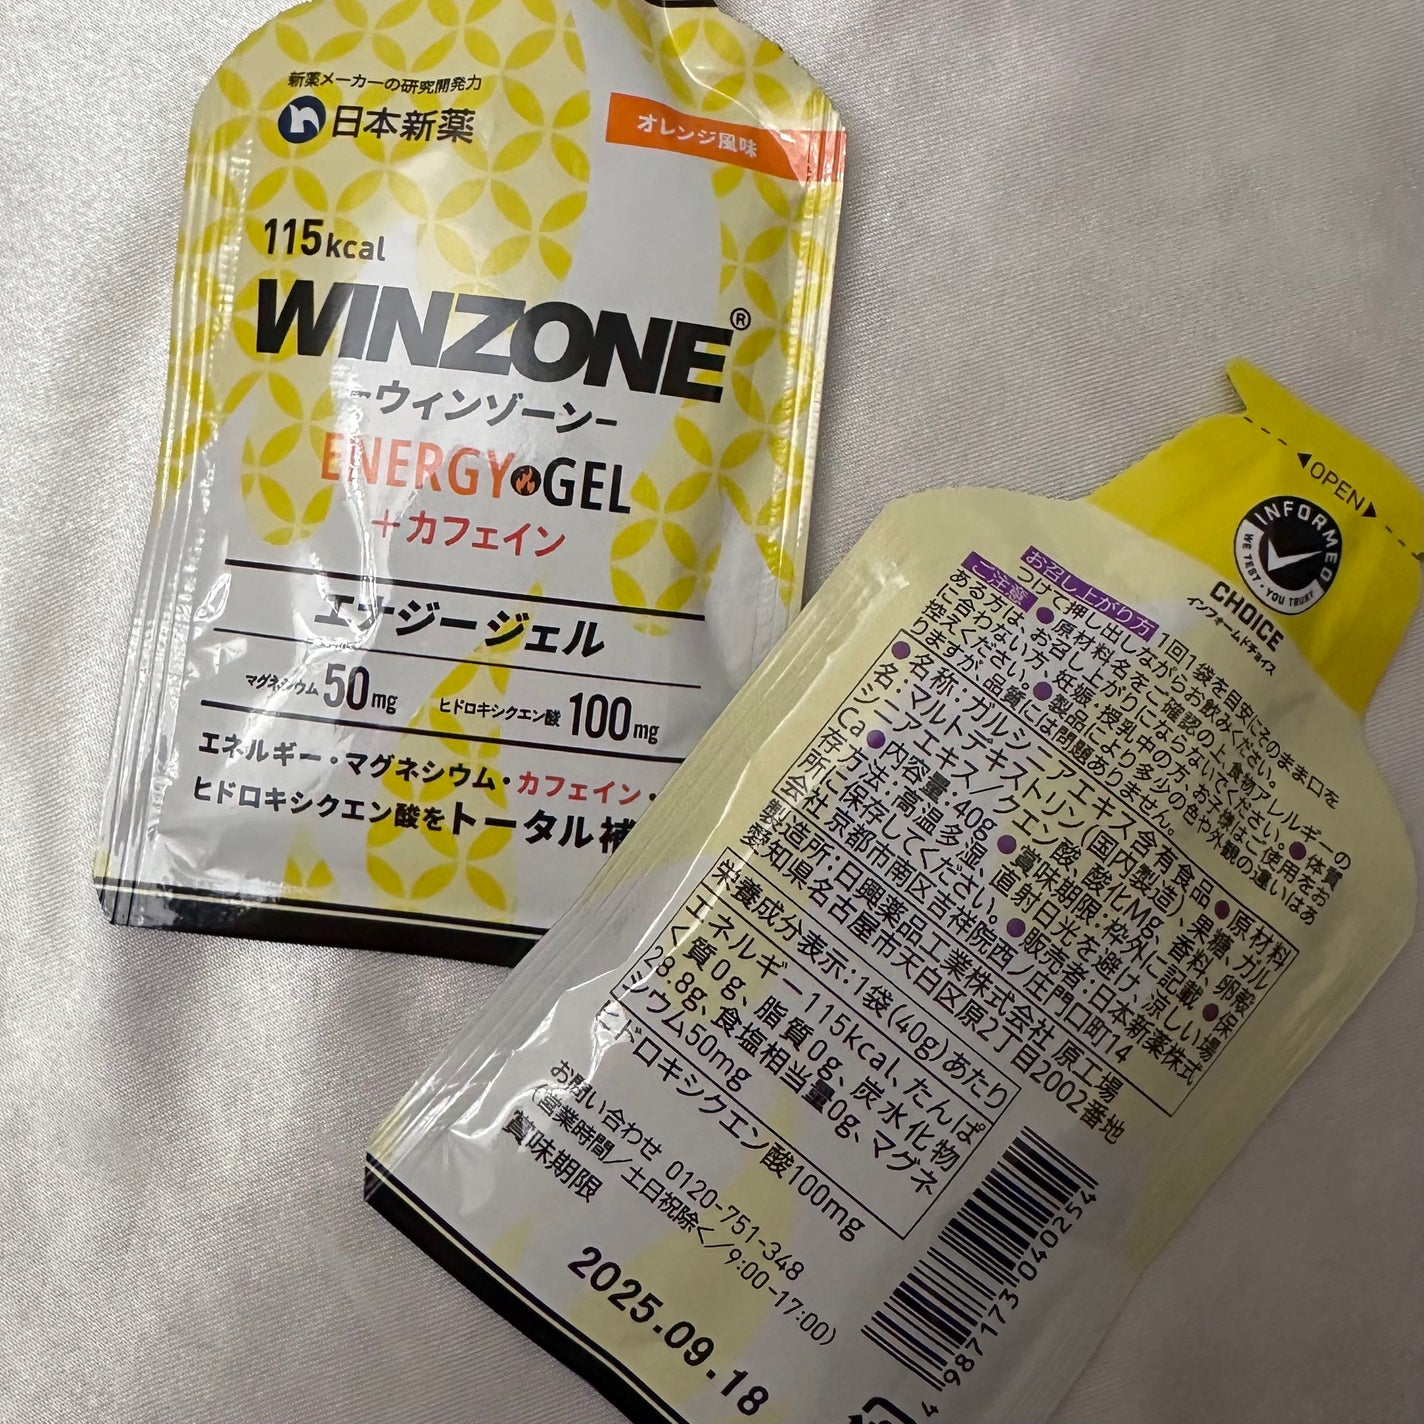 新薬メーカーの研究開発力
日本新薬
オレンジ風味
115kcal
WINZONE®
-ウィンゾーン-
ENERGY GEL
+カフェイン
エナジージェル
マグネシウム50mg ヒドロキシクエン酸100mg
エネルギー・マグネシウム・カフェイン・
ヒドロキシクエン酸をトータル補
◀OPEN▶
INFORMED
WE TEST・YOU TRUST
CHOICE
インフォームドチョイス
お召し上がり方 1回1袋を目安にそのまま口を
つけて押し出しながらお飲みください。
ご注意 ●原材料名をご確認の上、食物アレルギーの
ある方は、お召し上がりにならないでください。●体質
に合わない方、妊娠・授乳中の方、お子様はご使用をお
控えください。●製品により多少の色や外観の違いはあ
りますが、品質には問題ありません。
●名称:ガルシニアエキス含有食品 ●原材料
名:マルトデキストリン(国内製造)、果糖、ガル
シニアエキス/クエン酸、酸化Mg、香料、卵殻
Ca ●内容量:40g ●賞味期限:枠外に記載 ●保
存方法:高温多湿、直射日光を避け、涼しい場
所に保存してください。●販売者:日本新薬株式
会社 京都市南区吉祥院西ノ庄門口町14
製造所:日興薬品工業株式会社 原工場
愛知県名古屋市天白区原2丁目2002番地
栄養成分表示:1袋(40g)あたり
エネルギー115kcal、たんぱ
く質0g、脂質0g、炭水化物
28.8g、食塩相当量0g、マグネ
シウム50mg
ヒドロキシクエン酸100mg
お問い合わせ 0120-751-348
(営業時間/土日祝除く/9:00-17:00)
賞味期限
2025.09.18
4 987173 040254